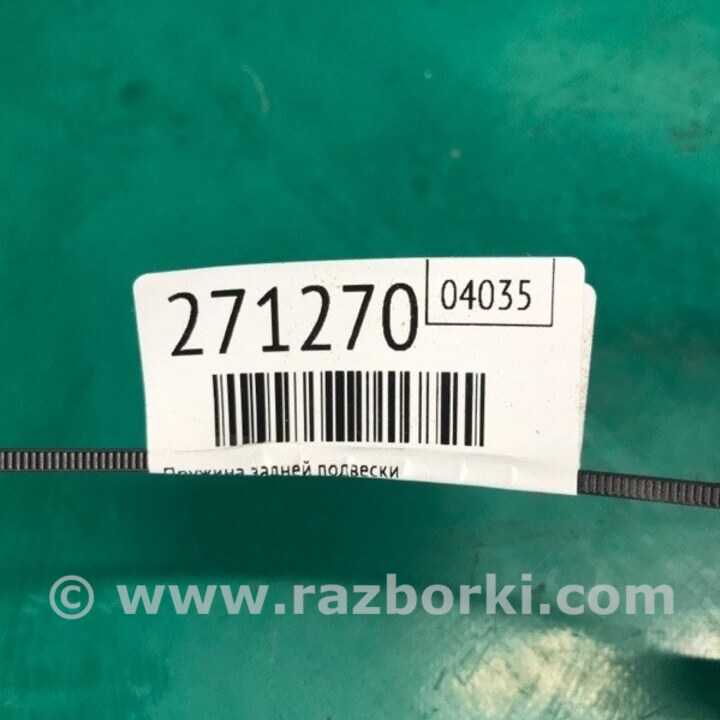 271270
04035
Пружина задней подвески
© www.razborki.com